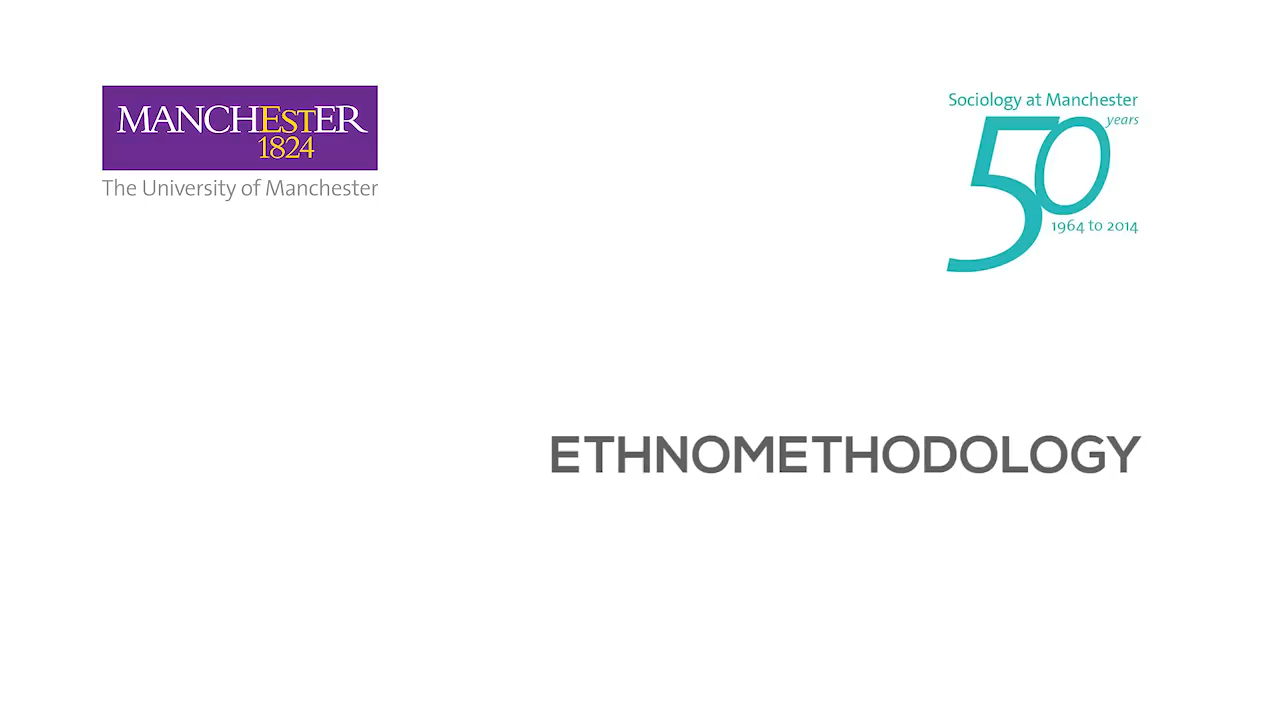 MANCHESTER
1824
The University of Manchester
Sociology at Manchester
50 years
1964 to 2014
ETHNOMETHODOLOGY